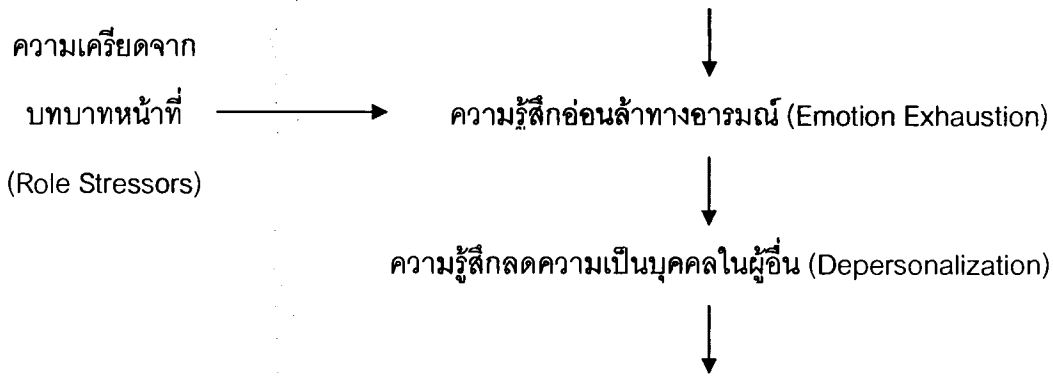 ความเครียดจาก
บทบาทหน้าที่
(Role Stressors)
ความรู้สึกอ่อนล้าทางอารมณ์ (Emotion Exhaustion)
ความรู้สึกลดความเป็นบุคคลในผู้อื่น (Depersonalization)